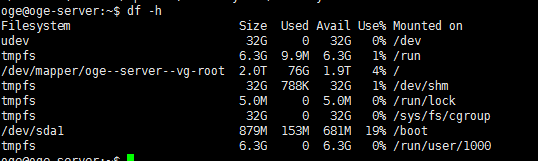 oge@oge-server:~$ df -h
Filesystem Size Used Avail Use% Mounted on
udev 32G 0 32G 0% /dev
tmpfs 6.3G 9.9M 6.3G 1% /run
/dev/mapper/oge--server--vg-root 2.0T 76G 1.9T 4% /
tmpfs 32G 788K 32G 1% /dev/shm
tmpfs 5.0M 0 5.0M 0% /run/lock
tmpfs 32G 0 32G 0% /sys/fs/cgroup
/dev/sda1 879M 153M 681M 19% /boot
tmpfs 6.3G 0 6.3G 0% /run/user/1000
oge@oge-server:~$